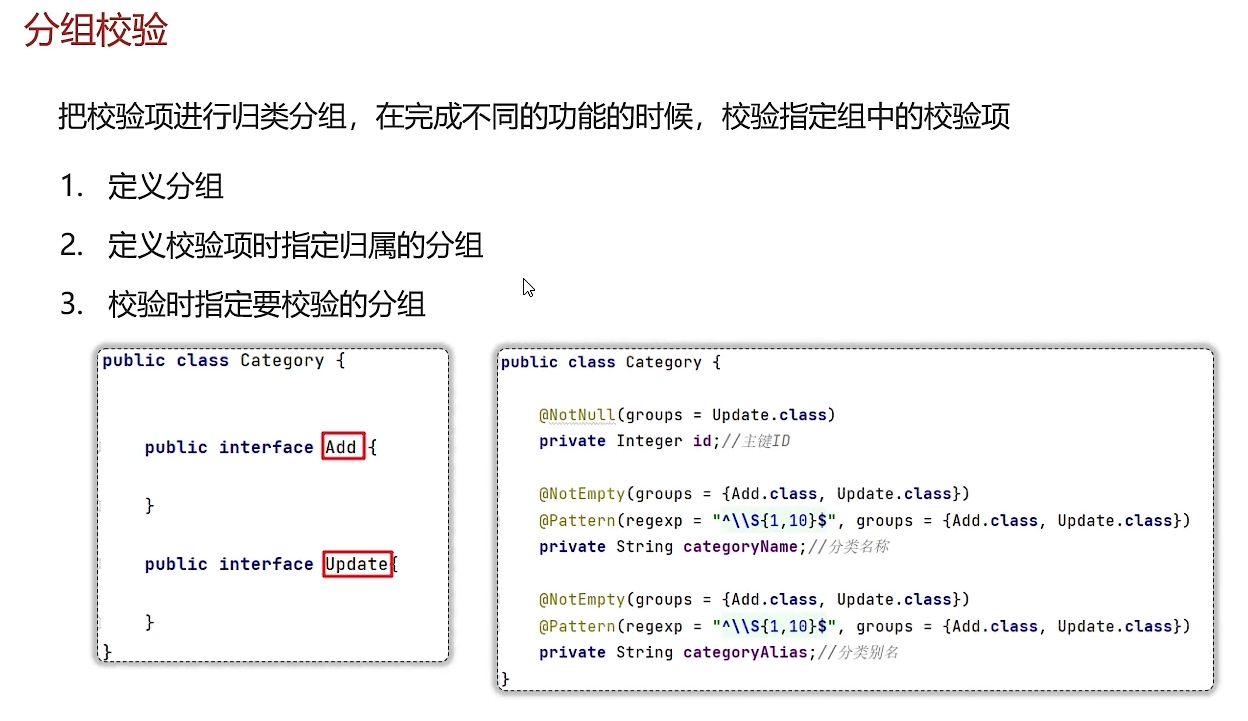 分组校验
把校验项进行归类分组，在完成不同的功能的时候，校验指定组中的校验项
1. 定义分组
2. 定义校验项时指定归属的分组
3. 校验时指定要校验的分组
public class Category {
public interface Add {
}
public interface Update{
}
}
public class Category {
@NotNull(groups = Update.class)
private Integer id;//主键ID
@NotEmpty(groups = {Add.class, Update.class})
@Pattern(regexp = "^\\S{1,10}$", groups = {Add.class, Update.class})
private String categoryName;//分类名称
@NotEmpty(groups = {Add.class, Update.class})
@Pattern(regexp = "^\\S{1,10}$", groups = {Add.class, Update.class})
private String categoryAlias;//分类别名
}